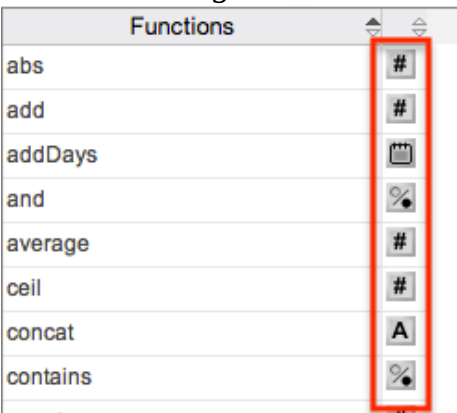 Functions
abs #
add #
addDays
and
average #
ceil #
concat A
contains